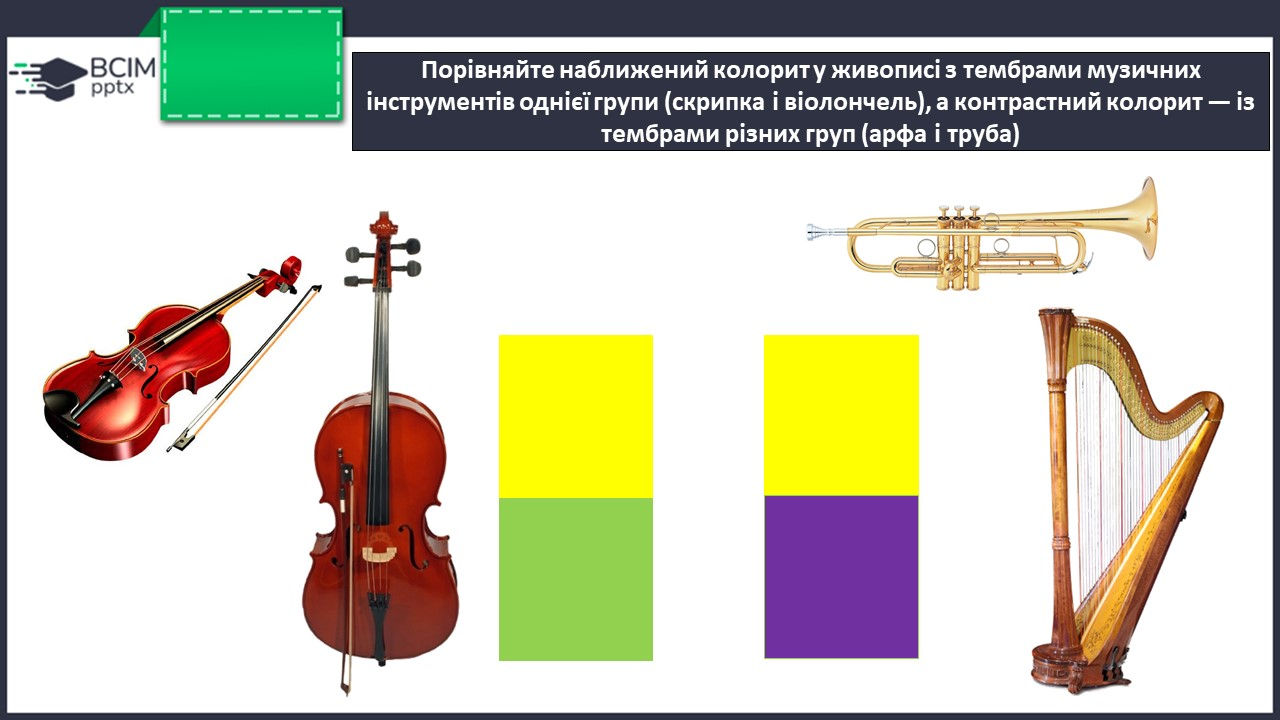 ВСІМ
pptx
Порівняйте наближений колорит у живописі з тембрами музичних
інструментів однієї групи (скрипка і віолончель), а контрастний колорит — із
тембрами різних груп (арфа і труба)